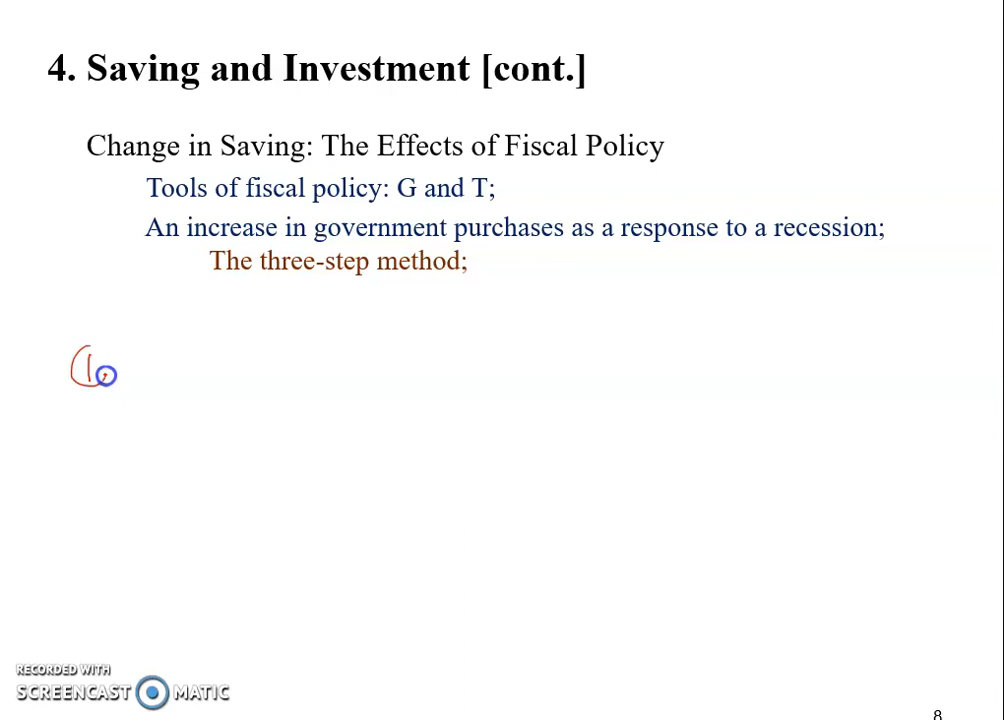 4. Saving and Investment [cont.]
Change in Saving: The Effects of Fiscal Policy
Tools of fiscal policy: G and T;
An increase in government purchases as a response to a recession;
The three-step method;
RECORDED WITH
SCREENCAST MATIC
8